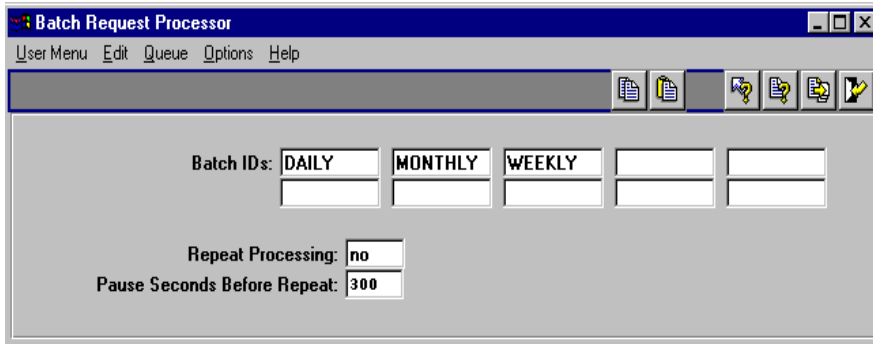 Batch Request Processor
User Menu Edit Queue Options Help
Batch IDs: DAILY MONTHLY WEEKLY
Repeat Processing: no
Pause Seconds Before Repeat: 300